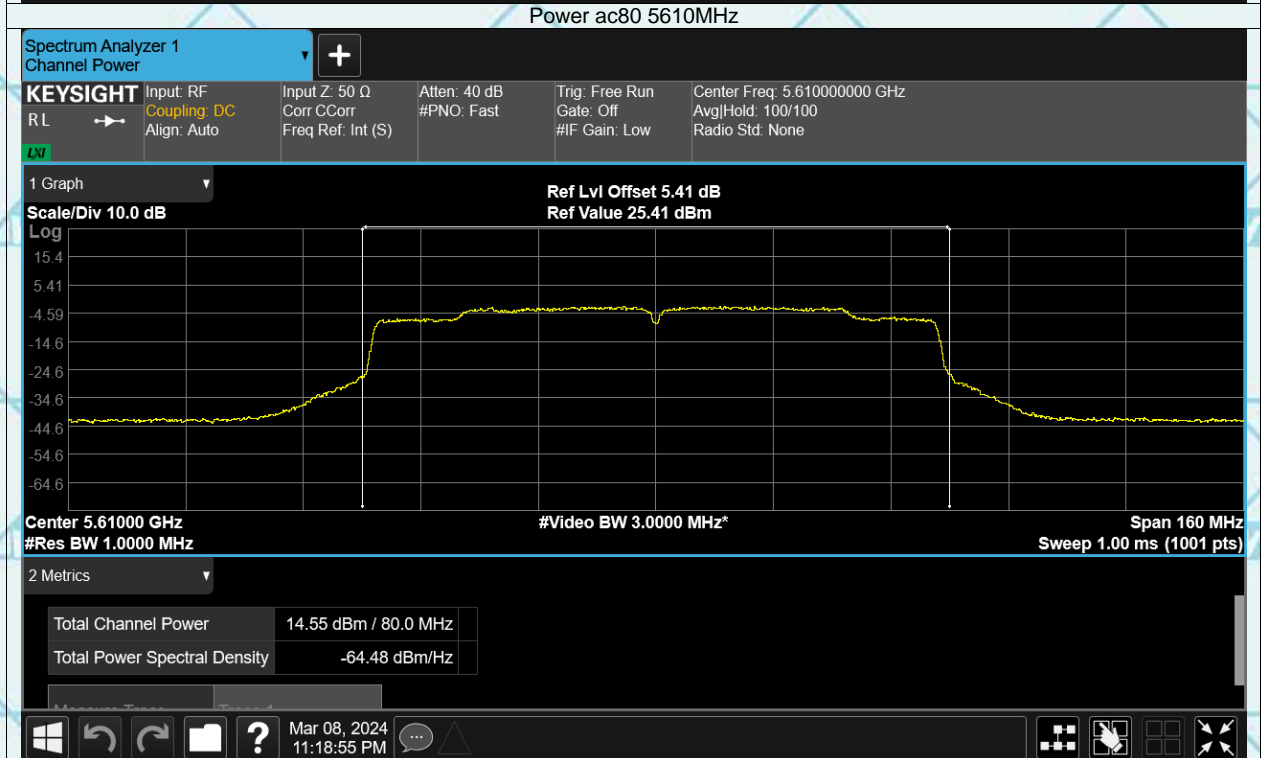 Power ac80 5610MHz
Spectrum Analyzer 1
Channel Power
KEYSIGHT
R L
LXI
Input: RF
Coupling: DC
Align: Auto
Input Z: 50 Ω
Corr CCorr
Freq Ref: Int (S)
Atten: 40 dB
#PNO: Fast
Trig: Free Run
Gate: Off
#IF Gain: Low
Center Freq: 5.610000000 GHz
Avg|Hold: 100/100
Radio Std: None
1 Graph
Scale/Div 10.0 dB
Ref Lvl Offset 5.41 dB
Ref Value 25.41 dBm
Log
15.4
5.41
-4.59
-14.6
-24.6
-34.6
-44.6
-54.6
-64.6
Center 5.61000 GHz
#Video BW 3.0000 MHz*
Span 160 MHz
#Res BW 1.0000 MHz
Sweep 1.00 ms (1001 pts)
2 Metrics
Total Channel Power 14.55 dBm / 80.0 MHz
Total Power Spectral Density -64.48 dBm/Hz
?
Mar 08, 2024
11:18:55 PM